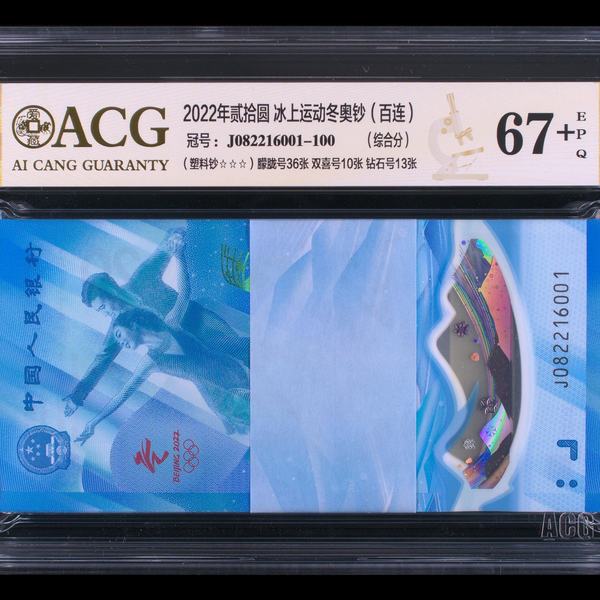 ACG
AI CANG GUARANTY
2022年贰拾圆 冰上运动冬奥钞（百连）
冠号：J082216001-100 （综合分）
（塑料钞☆☆☆）朦胧号36张 双喜号10张 钻石号13张
67+
EPQ
中国人民银行
BEIJING 2022
J082216001
ACG